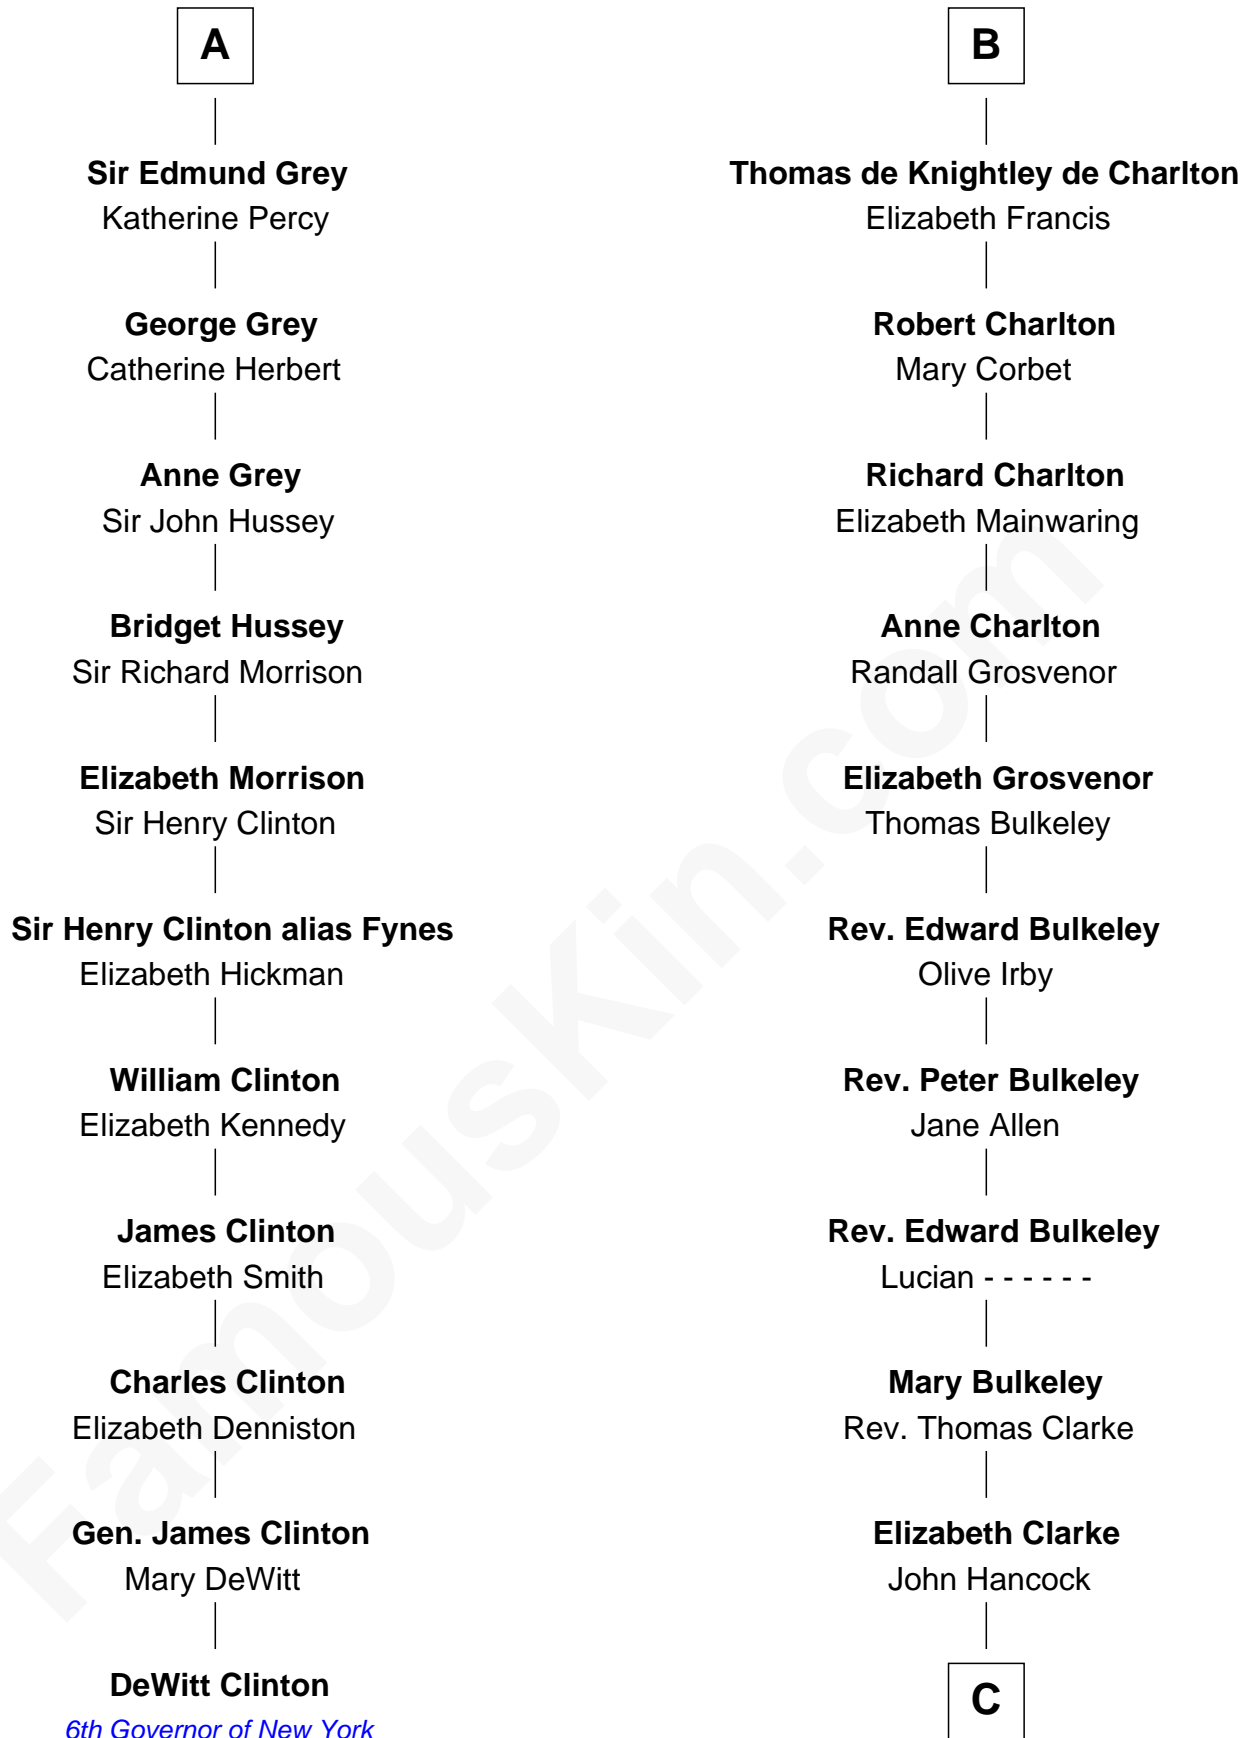 A
Sir Edmund Grey
Katherine Percy
George Grey
Catherine Herbert
Anne Grey
Sir John Hussey
Bridget Hussey
Sir Richard Morrison
Elizabeth Morrison
Sir Henry Clinton
Sir Henry Clinton alias Fynes
Elizabeth Hickman
William Clinton
Elizabeth Kennedy
James Clinton
Elizabeth Smith
Charles Clinton
Elizabeth Denniston
Gen. James Clinton
Mary DeWitt
DeWitt Clinton
6th Governor of New York
B
Thomas de Knightley de Charlton
Elizabeth Francis
Robert Charlton
Mary Corbet
Richard Charlton
Elizabeth Mainwaring
Anne Charlton
Randall Grosvenor
Elizabeth Grosvenor
Thomas Bulkeley
Rev. Edward Bulkeley
Olive Irby
Rev. Peter Bulkeley
Jane Allen
Rev. Edward Bulkeley
Lucian - - - - - -
Mary Bulkeley
Rev. Thomas Clarke
Elizabeth Clarke
John Hancock
C
FamousKin.com